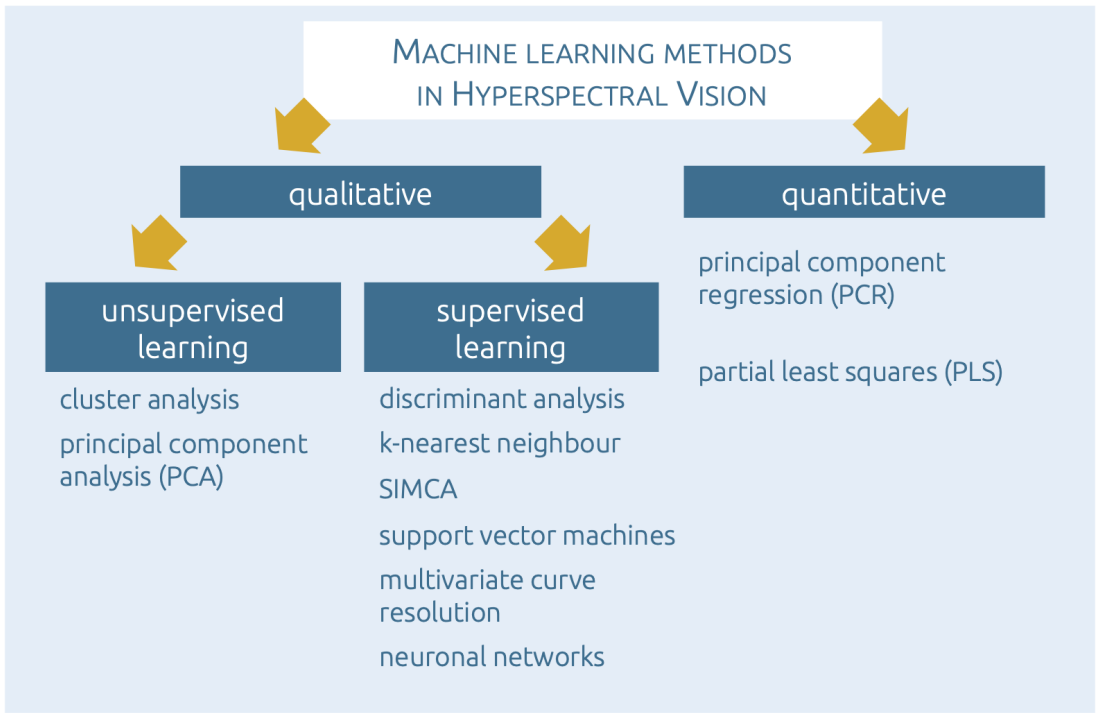 MACHINE LEARNING METHODS
IN HYPERSPECTRAL VISION
qualitative
quantitative
unsupervised
learning
supervised
learning
cluster analysis
principal component
analysis (PCA)
discriminant analysis
k-nearest neighbour
SIMCA
support vector machines
multivariate curve
resolution
neuronal networks
principal component
regression (PCR)
partial least squares (PLS)